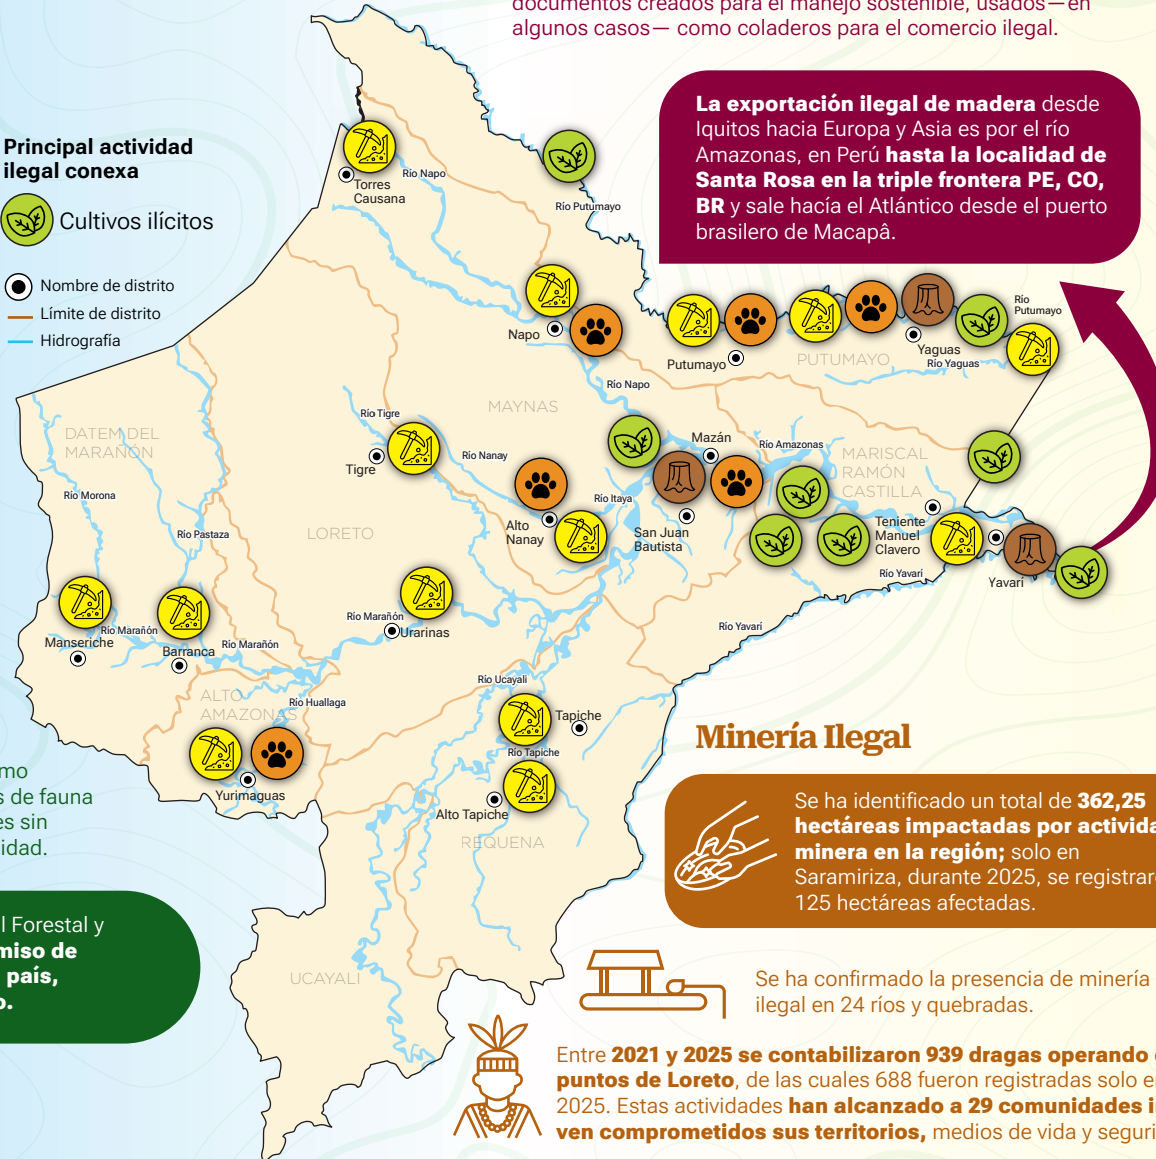 documentos creados para el manejo sostenible, usados—en
algunos casos— como coladeros para el comercio ilegal.
La exportación ilegal de madera desde
Iquitos hacia Europa y Asia es por el río
Amazonas, en Perú hasta la localidad de
Santa Rosa en la triple frontera PE, CO,
BR y sale hacía el Atlántico desde el puerto
brasilero de Macapâ.
Principal actividad
ilegal conexa
Cultivos ilícitos
Nombre de distrito
Límite de distrito
Hidrografía
Torres
Causana
Río Napo
Río Putumayo
Napo
Putumayo
PUTUMAYO
Yaguas
Río Yaguas
Río
Putumayo
Río Napo
MAYNAS
DATEM DEL
MARAÑÓN
Río Tigre
Tigre
Río Nanay
Mazán
Río Amazonas
MARISCAL
RAMÓN
CASTILLA
Río Morona
Río Pastaza
LORETO
Alto
Nanay
Río Itaya
San Juan
Bautista
Teniente
Manuel
Clavero
Río Yavarí
Yavarí
Manseriche
Río Marañón
Barranca
Río Marañón
Río Marañón
Urarinas
Río Yavarí
ALTO
AMAZONAS
Río Huallaga
Río Ucayali
Tapiche
Río Tapiche
Yurimaguas
Alto Tapiche
REQUENA
UCAYALI
mo
s de fauna
es sin
idad.
l Forestal y
miso de
país,
o.
Minería Ilegal
Se ha identificado un total de 362,25
hectáreas impactadas por activida
minera en la región; solo en
Saramiriza, durante 2025, se registrar
125 hectáreas afectadas.
Se ha confirmado la presencia de minería
ilegal en 24 ríos y quebradas.
Entre 2021 y 2025 se contabilizaron 939 dragas operando
puntos de Loreto, de las cuales 688 fueron registradas solo e
2025. Estas actividades han alcanzado a 29 comunidades i
ven comprometidos sus territorios, medios de vida y seguri